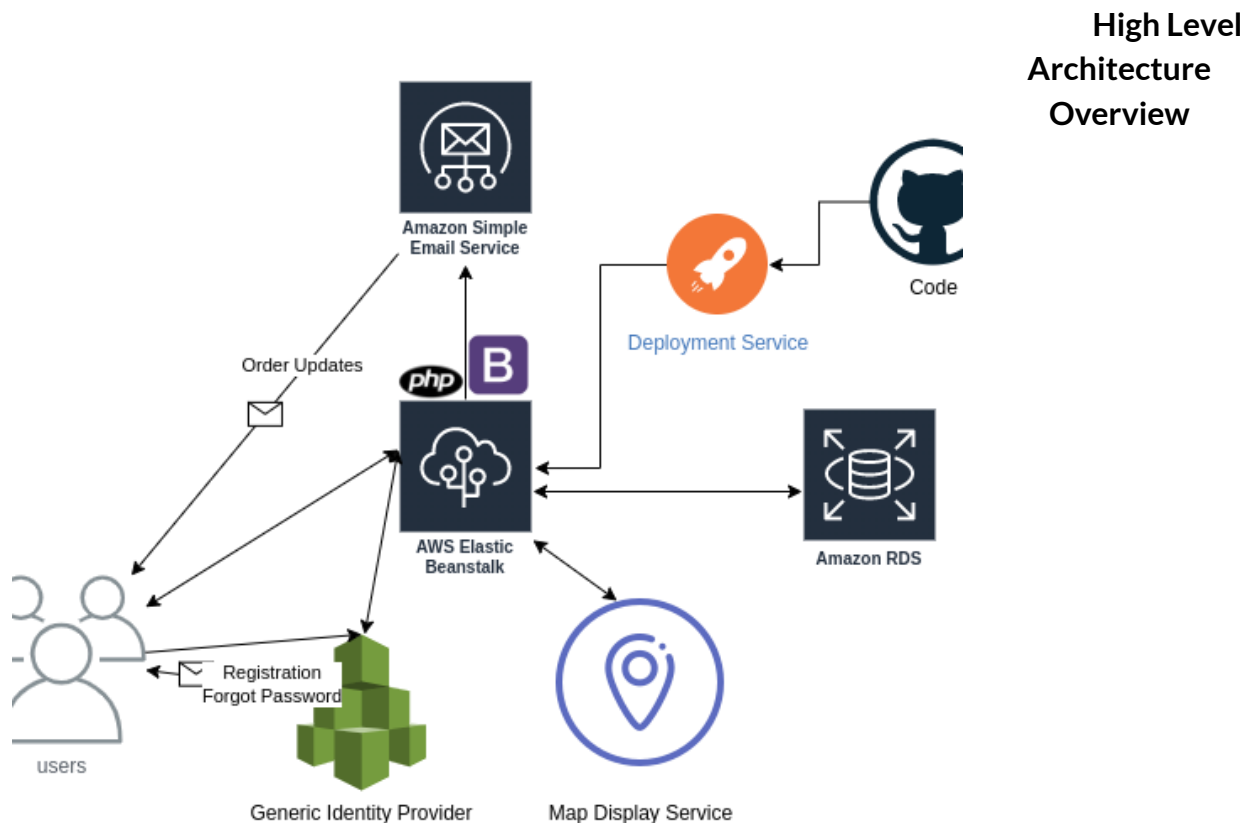 High Level
Architecture
Overview
Amazon Simple
Email Service
Code
Deployment Service
Order Updates
php
B
AWS Elastic
Beanstalk
Amazon RDS
Registration
Forgot Password
users
Generic Identity Provider
Map Display Service